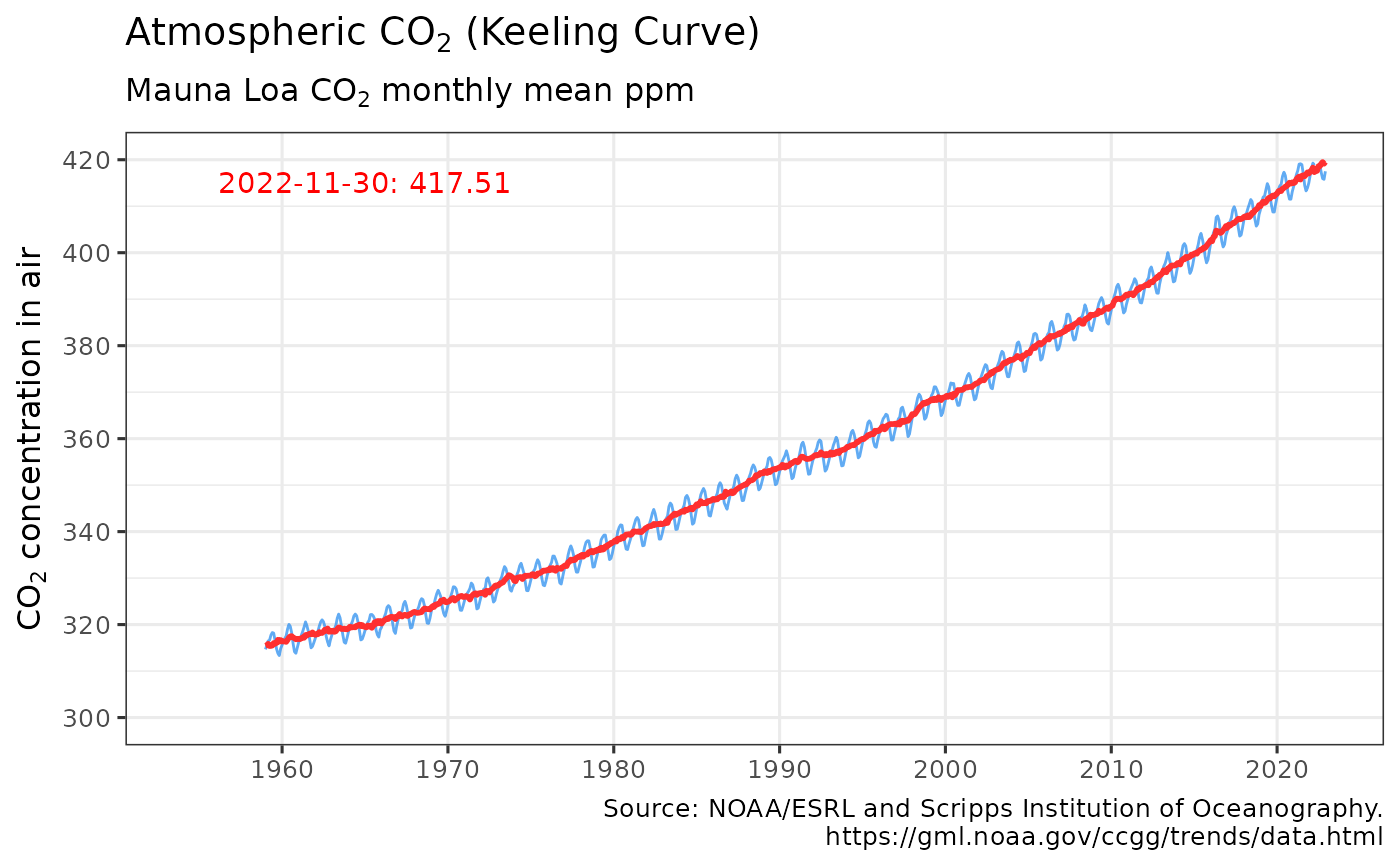 Atmospheric CO₂ (Keeling Curve)
Mauna Loa CO₂ monthly mean ppm
CO₂ concentration in air
420
400
380
360
340
320
300
2022-11-30: 417.51
1960 1970 1980 1990 2000 2010 2020
Source: NOAA/ESRL and Scripps Institution of Oceanography.
https://gml.noaa.gov/ccgg/trends/data.html